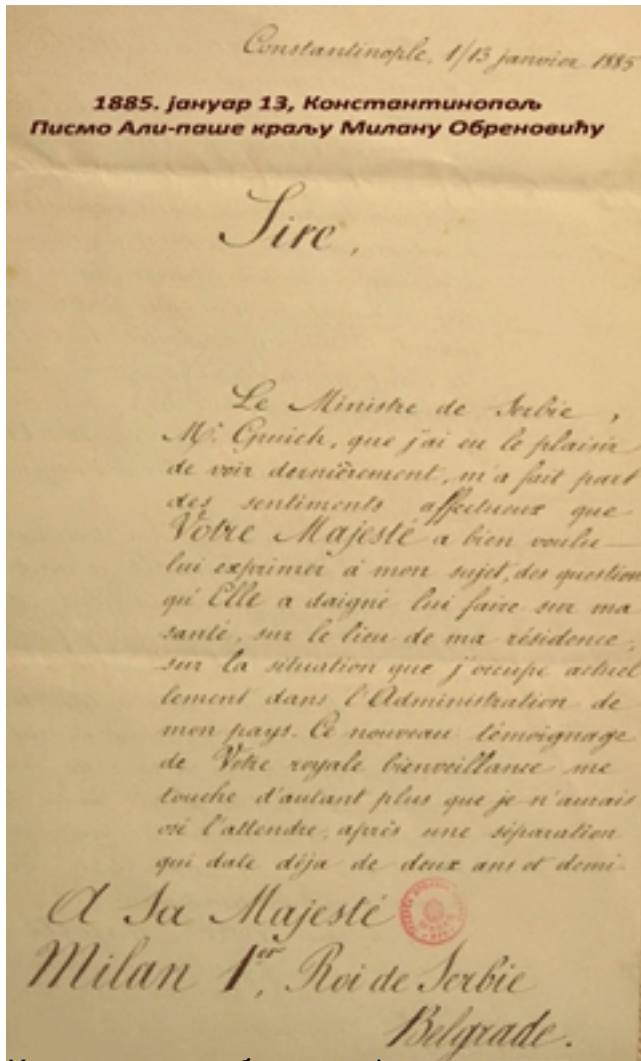 Constantinople, 1/13 janvier 1885
1885. јануар 13, Константинопољ
Писмо Али-паше краљу Милану Обреновићу
Sire,
Le Ministre de Serbie,
Mr. Gruich, que j'ai eu le plaisir
de voir dernièrement, m'a fait part
des sentiments affectueux que
Votre Majesté a bien voulu
lui exprimer à mon sujet, des question
qu'Elle a daigné lui faire sur ma
santé, sur le lieu de ma résidence,
sur la situation que j'occupe actuel
lement dans l'Administration de
mon pays. Ce nouveau témoignage
de Votre royale bienveillance me
touche d'autant plus que je n'aurais
osé l'attendre, après une séparation
qui date déja de deux ans et demi.
A Sa Majesté
Milan 1er, Roi de Serbie
Belgrade.